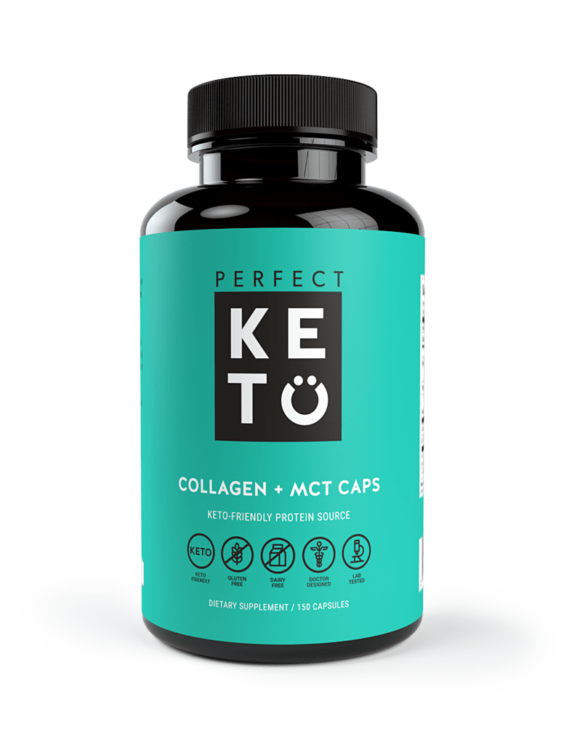 PERFECT
KE
TÖ
COLLAGEN + MCT CAPS
KETO-FRIENDLY PROTEIN SOURCE
KETO
KETO
FRIENDLY
GLUTEN
FREE
DAIRY
FREE
DOCTOR
DESIGNED
LAB
TESTED
DIETARY SUPPLEMENT / 150 CAPSULES